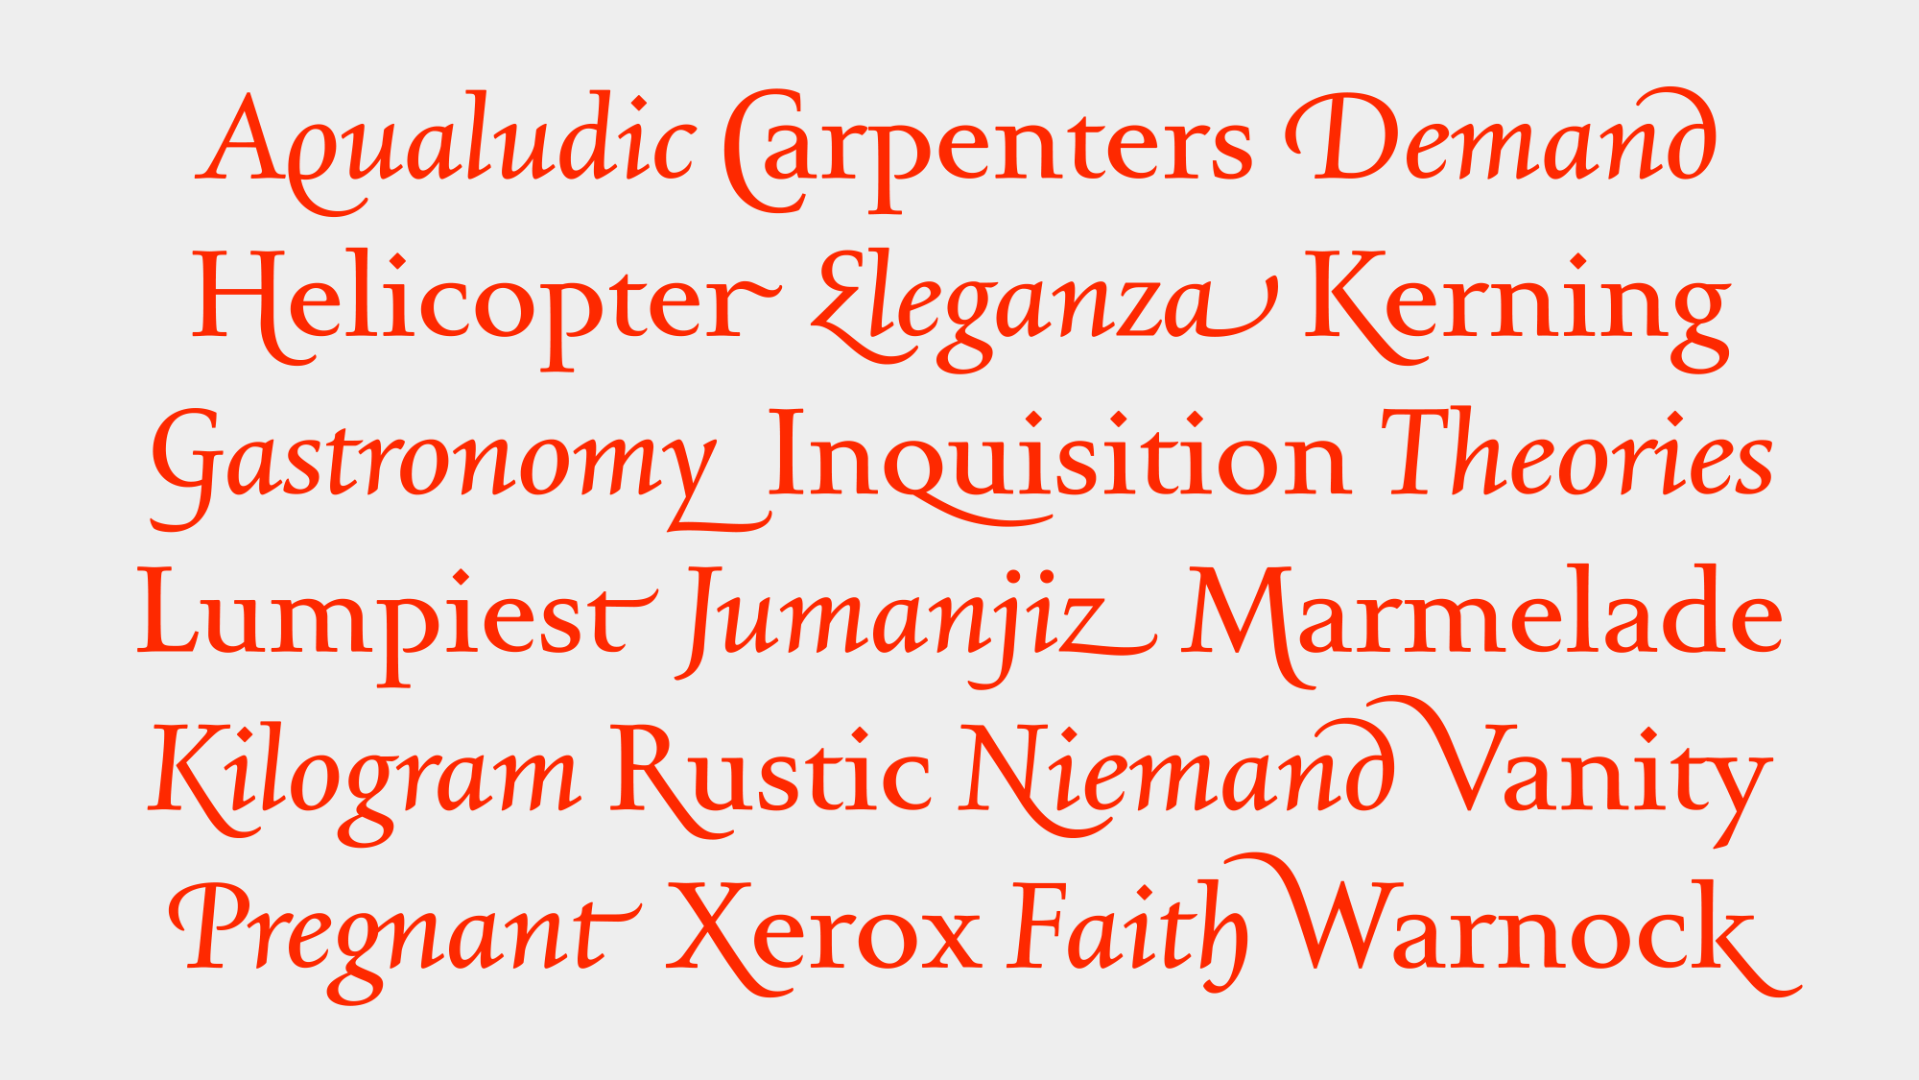 Aqualudic Carpenters Demand
Helicopter Eleganza Kerning
Gastronomy Inquisition Theories
Lumpiest Jumanjiz Marmelade
Kilogram Rustic Niemand Vanity
Pregnant Xerox Faith Warnock